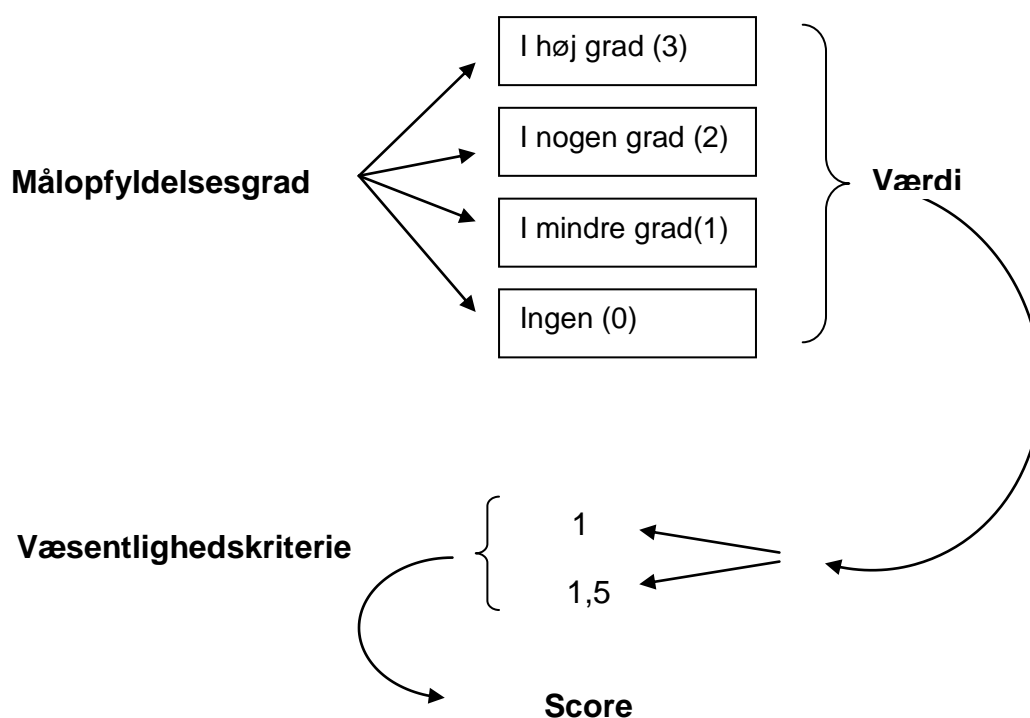 I høj grad (3)
I nogen grad (2)
Målopfyldelsesgrad
Værdi
I mindre grad(1)
Ingen (0)
1
Væsentlighedskriterie
1,5
Score